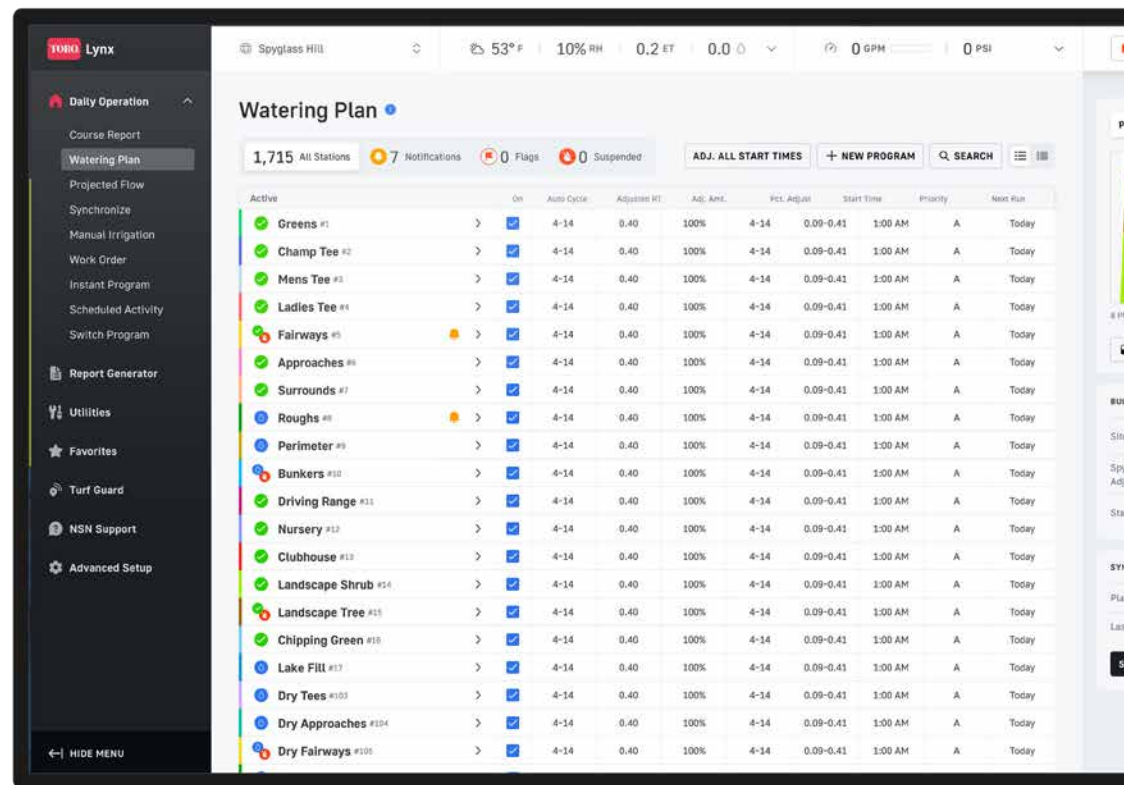 TORO Lynx
Spyglass Hill
53° F 10% RH 0.2 ET 0.0 0 GPM 0 PSI
Daily Operation
Course Report
Watering Plan
Projected Flow
Synchronize
Manual Irrigation
Work Order
Instant Program
Scheduled Activity
Switch Program
Report Generator
Utilities
Favorites
Turf Guard
NSN Support
Advanced Setup
HIDE MENU
Watering Plan
1,715 All Stations 7 Notifications 0 Flags 0 Suspended ADJ. ALL START TIMES + NEW PROGRAM SEARCH
Active On Auto Cycle Adjusted RT Adj. Amt. Pct. Adjust Start Time Priority Next Run
Greens #1 4-14 0.40 100% 4-14 0.09-0.41 1:00 AM A Today
Champ Tee #2 4-14 0.40 100% 4-14 0.09-0.41 1:00 AM A Today
Mens Tee #3 4-14 0.40 100% 4-14 0.09-0.41 1:00 AM A Today
Ladies Tee #4 4-14 0.40 100% 4-14 0.09-0.41 1:00 AM A Today
Fairways #5 4-14 0.40 100% 4-14 0.09-0.41 1:00 AM A Today
Approaches #6 4-14 0.40 100% 4-14 0.09-0.41 1:00 AM A Today
Surrounds #7 4-14 0.40 100% 4-14 0.09-0.41 1:00 AM A Today
Roughs #8 4-14 0.40 100% 4-14 0.09-0.41 1:00 AM A Today
Perimeter #9 4-14 0.40 100% 4-14 0.09-0.41 1:00 AM A Today
Bunkers #10 4-14 0.40 100% 4-14 0.09-0.41 1:00 AM A Today
Driving Range #11 4-14 0.40 100% 4-14 0.09-0.41 1:00 AM A Today
Nursery #12 4-14 0.40 100% 4-14 0.09-0.41 1:00 AM A Today
Clubhouse #13 4-14 0.40 100% 4-14 0.09-0.41 1:00 AM A Today
Landscape Shrub #14 4-14 0.40 100% 4-14 0.09-0.41 1:00 AM A Today
Landscape Tree #15 4-14 0.40 100% 4-14 0.09-0.41 1:00 AM A Today
Chipping Green #16 4-14 0.40 100% 4-14 0.09-0.41 1:00 AM A Today
Lake Fill #17 4-14 0.40 100% 4-14 0.09-0.41 1:00 AM A Today
Dry Tees #103 4-14 0.40 100% 4-14 0.09-0.41 1:00 AM A Today
Dry Approaches #104 4-14 0.40 100% 4-14 0.09-0.41 1:00 AM A Today
Dry Fairways #105 4-14 0.40 100% 4-14 0.09-0.41 1:00 AM A Today